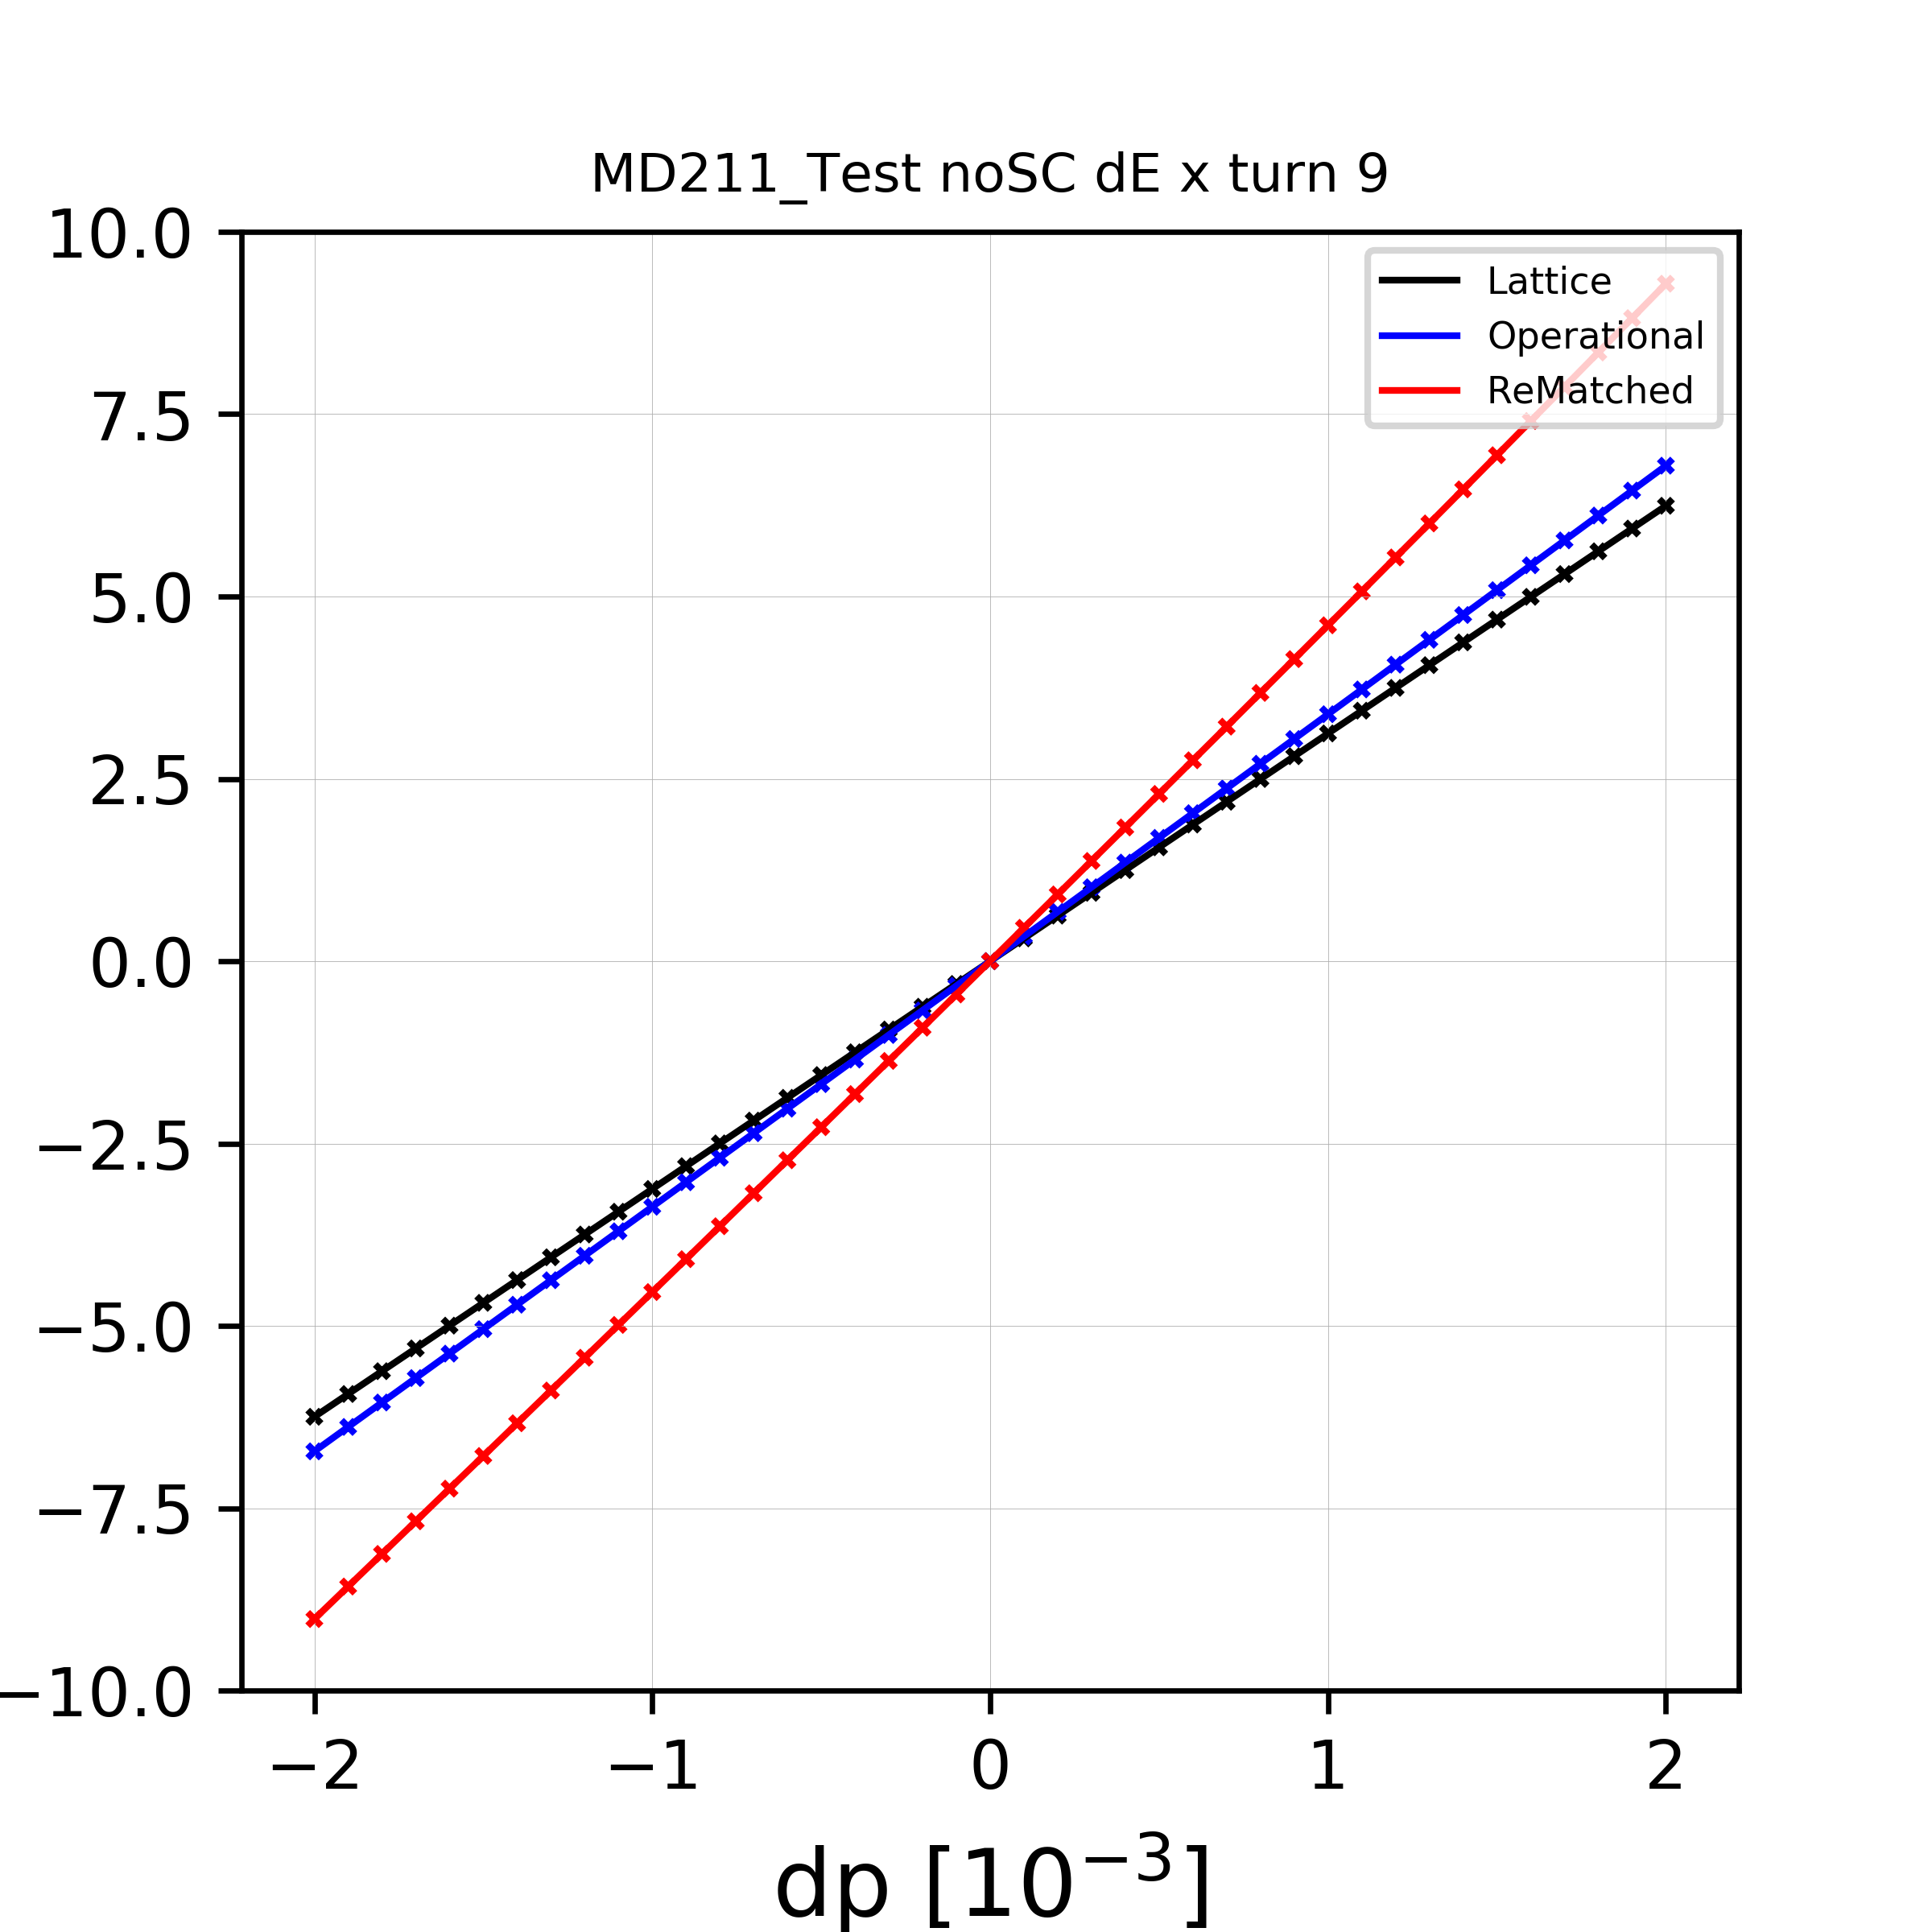 MD211_Test noSC dE x turn 9
10.0
7.5
5.0
2.5
0.0
−2.5
−5.0
−7.5
−10.0
Lattice
Operational
ReMatched
−2 −1 0 1 2
dp [10⁻³]